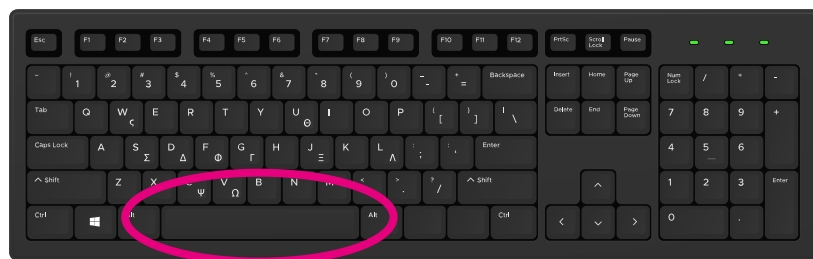 Esc F1 F2 F3 F4 F5 F6 F7 F8 F9 F10 F11 F12 PrtSc Scroll Lock Pause
~ ! 1 @ 2 # 3 $ 4 % 5 ^ 6 & 7 * 8 ( 9 ) 0 _ - + = Backspace Insert Home Page Up Num Lock / * -
Tab Q W ς E R T Y U Θ I O P { [ } ] | \ Delete End Page Down 7 8 9 +
Caps Lock A S Σ D Δ F Φ G Γ H J Ξ K L Λ : ; Enter 4 5 6
^ Shift Z X C Ψ V Ω B N M < > . ? / ^ Shift ^ 1 2 3 Enter
Ctrl Alt Alt Ctrl < > 0 .